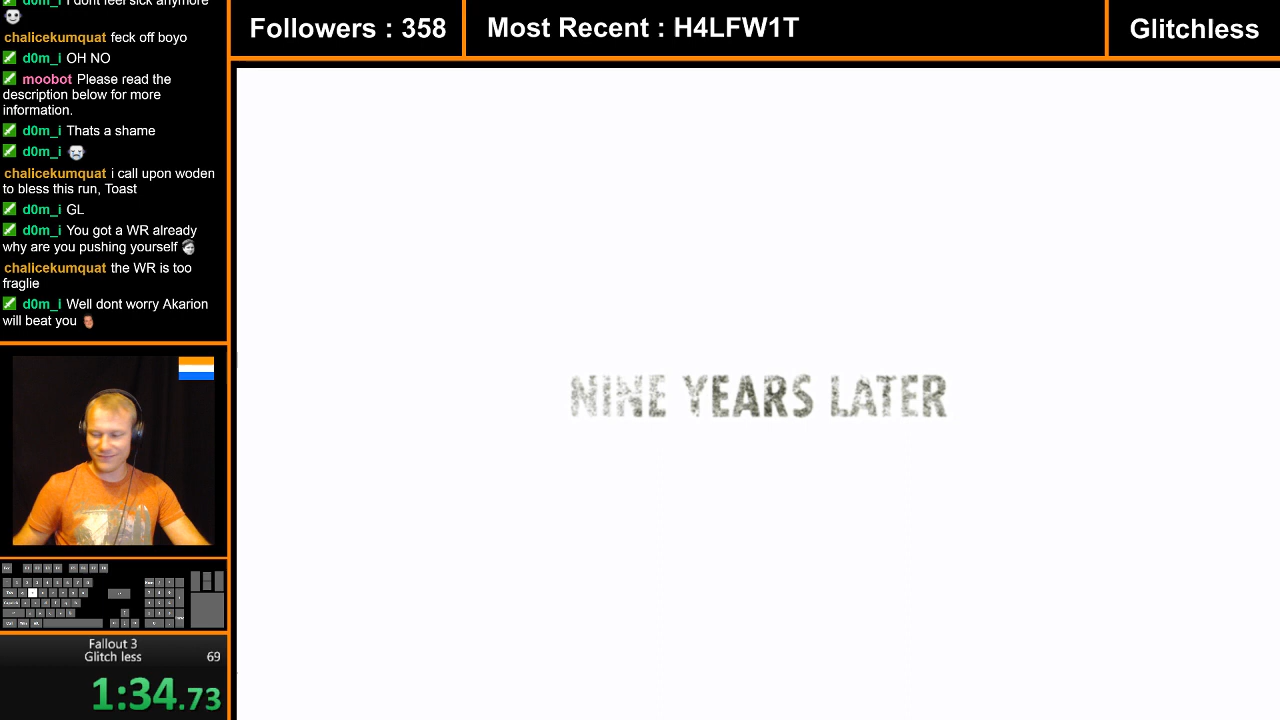 d0m_i I dont feel sick anymore
chalicekumquat feck off boyo
d0m_i OH NO
moobot Please read the
description below for more
information.
d0m_i Thats a shame
d0m_i
chalicekumquat i call upon woden
to bless this run, Toast
d0m_i GL
d0m_i You got a WR already
why are you pushing yourself
chalicekumquat the WR is too
fraglie
d0m_i Well dont worry Akarion
will beat you
Followers : 358
Most Recent : H4LFW1T
Glitchless
NINE YEARS LATER
Fallout 3
Glitch less 69
1:34.73